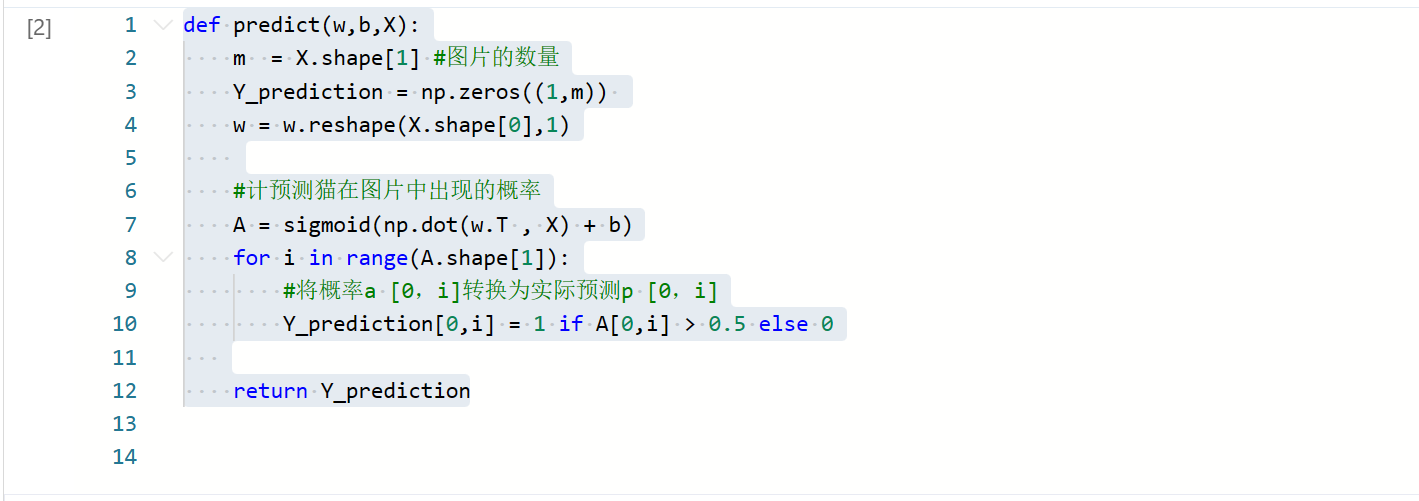 [2]
1 def predict(w,b,X):
2     m  = X.shape[1] #图片的数量
3     Y_prediction = np.zeros((1,m)) 
4     w = w.reshape(X.shape[0],1)
5     
6     #计预测猫在图片中出现的概率
7     A = sigmoid(np.dot(w.T , X) + b)
8     for i in range(A.shape[1]):
9         #将概率a [0，i]转换为实际预测p [0，i]
10         Y_prediction[0,i] = 1 if A[0,i] > 0.5 else 0
11    
12     return Y_prediction
13
14